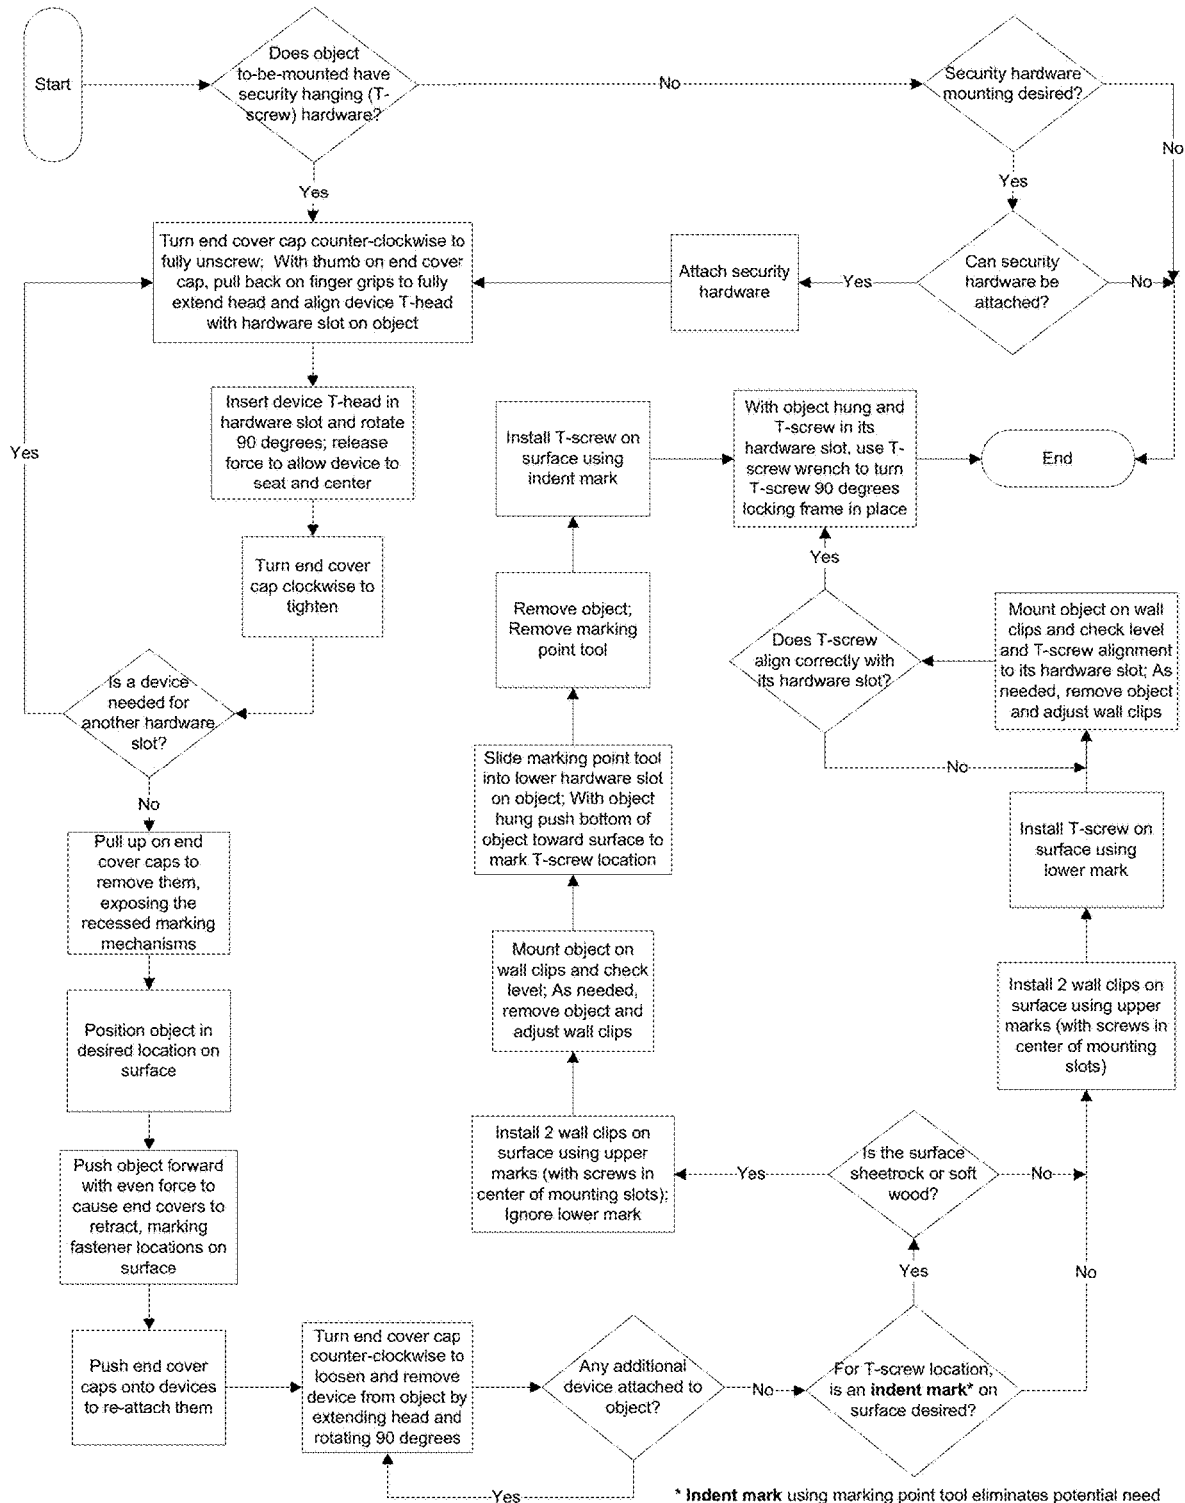 Start
Does object
to-be-mounted have
security hanging (T-
screw) hardware?
No
Security hardware
mounting desired?
No
Yes
Yes
Turn end cover cap counter-clockwise to
fully unscrew; With thumb on end cover
cap, pull back on finger grips to fully
extend head and align device T-head
with hardware slot on object
Attach security
hardware
Yes
Can security
hardware be
attached?
No
Insert device T-head in
hardware slot and rotate
90 degrees; release
force to allow device to
seat and center
Yes
Install T-screw on
surface using
indent mark
With object hung and
T-screw in its
hardware slot, use T-
screw wrench to turn
T-screw 90 degrees
locking frame in place
End
Turn end cover
cap clockwise to
tighten
Yes
Remove object;
Remove marking
point tool
Does T-screw
align correctly with
its hardware slot?
Mount object on wall
clips and check level
and T-screw alignment
to its hardware slot; As
needed, remove object
and adjust wall clips
Is a device
needed for
another hardware
slot?
No
No
Slide marking point tool
into lower hardware slot
on object; With object
hung push bottom of
object toward surface to
mark T-screw location
Install T-screw on
surface using
lower mark
Pull up on end
cover caps to
remove them,
exposing the
recessed marking
mechanisms
Mount object on
wall clips and check
level; As needed,
remove object and
adjust wall clips
Install 2 wall clips on
surface using upper
marks (with screws in
center of mounting
slots)
Position object in
desired location on
surface
Install 2 wall clips on
surface using upper
marks (with screws in
center of mounting slots);
Ignore lower mark
Yes
Is the surface
sheetrock or soft
wood?
No
Push object forward
with even force to
cause end covers to
retract, marking
fastener locations on
surface
Yes
No
Push end cover
caps onto devices
to re-attach them
Turn end cover cap
counter-clockwise to
loosen and remove
device from object by
extending head and
rotating 90 degrees
Any additional
device attached to
object?
No
For T-screw location,
is an indent mark* on
surface desired?
Yes
* Indent mark using marking point tool eliminates potential need